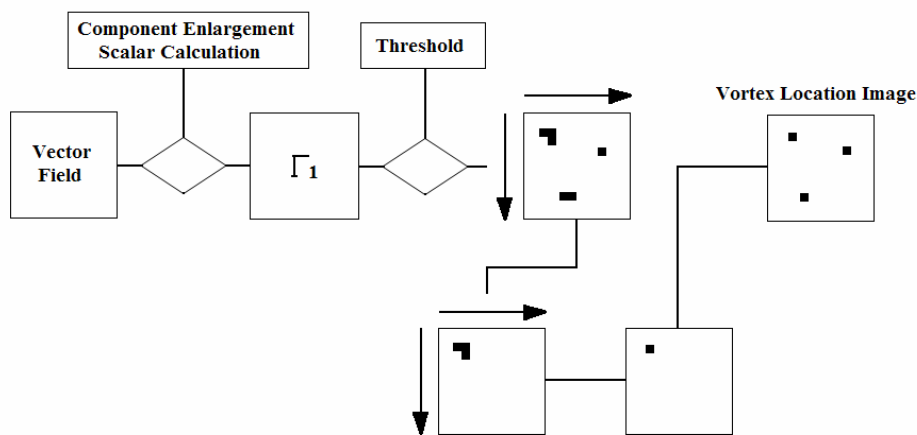 Component Enlargement
Scalar Calculation
Threshold
Vortex Location Image
Vector
Field
Γ1